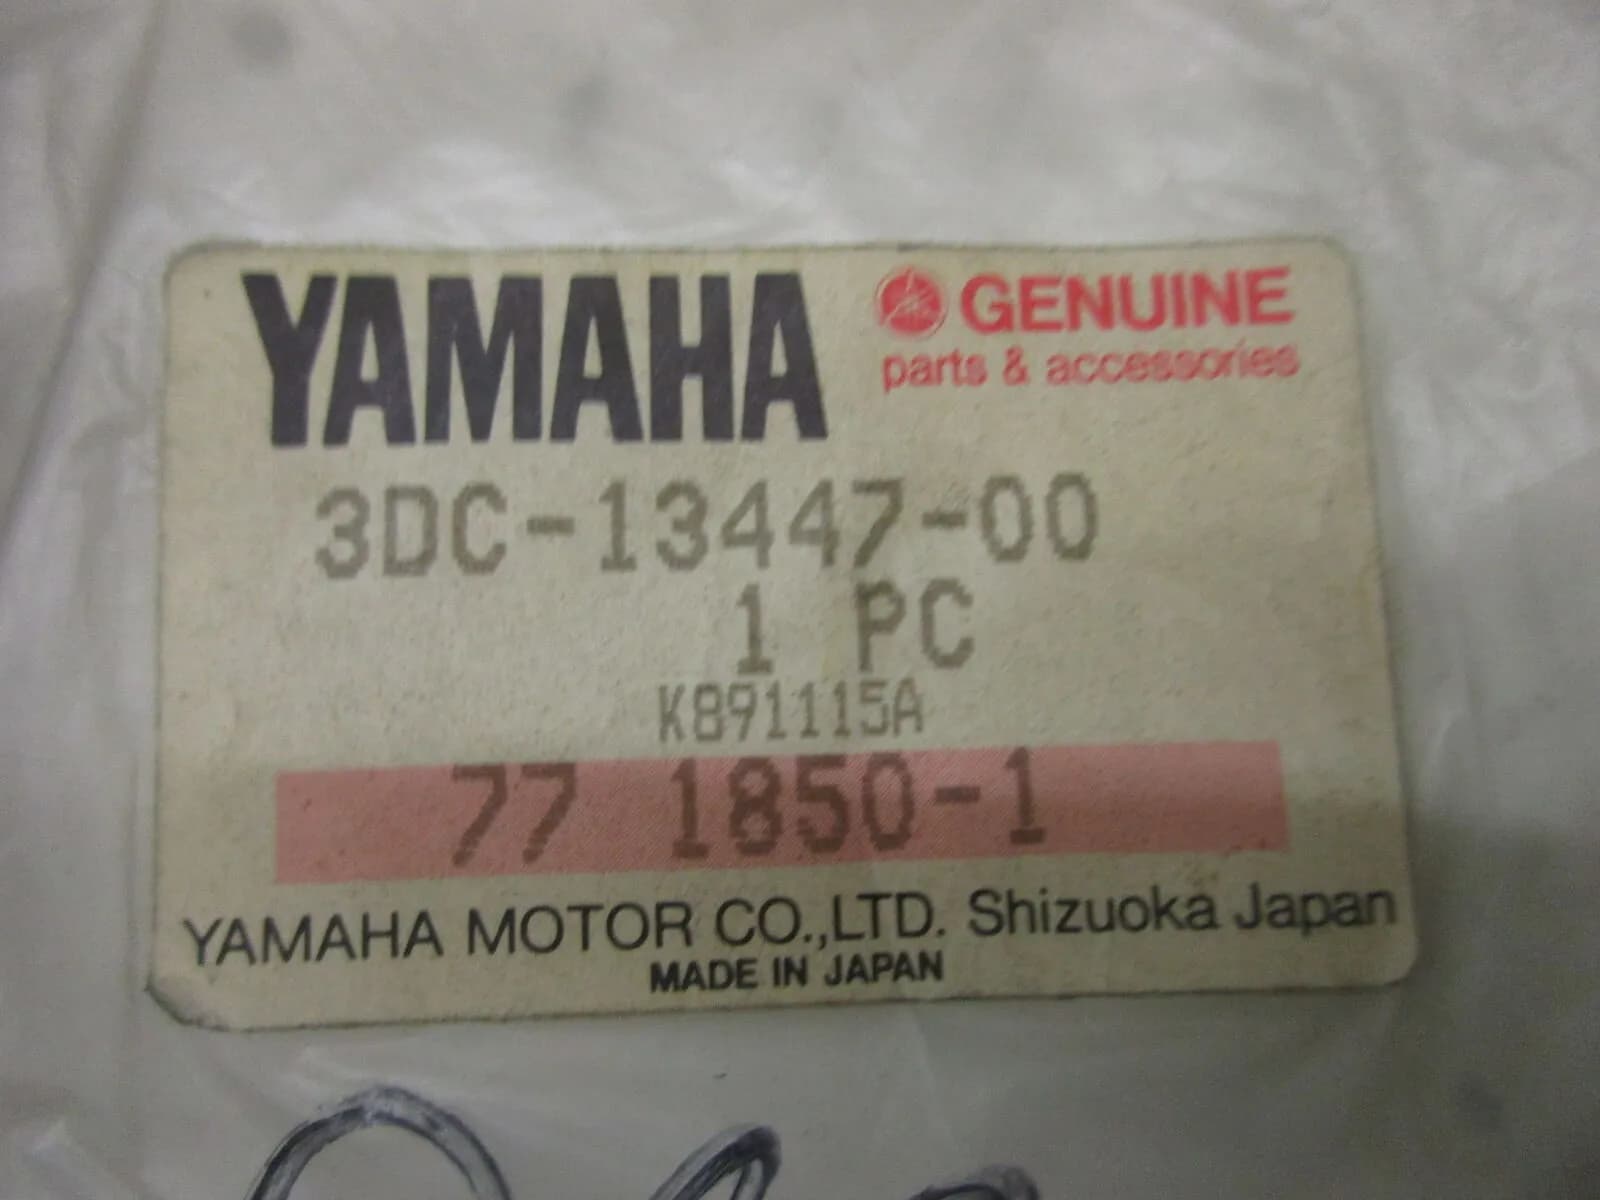 YAMAHA GENUINE
parts & accessories
3DC-13447-00
1 PC
K891115A
77 1850-1
YAMAHA MOTOR CO.,LTD. Shizuoka Japan
MADE IN JAPAN